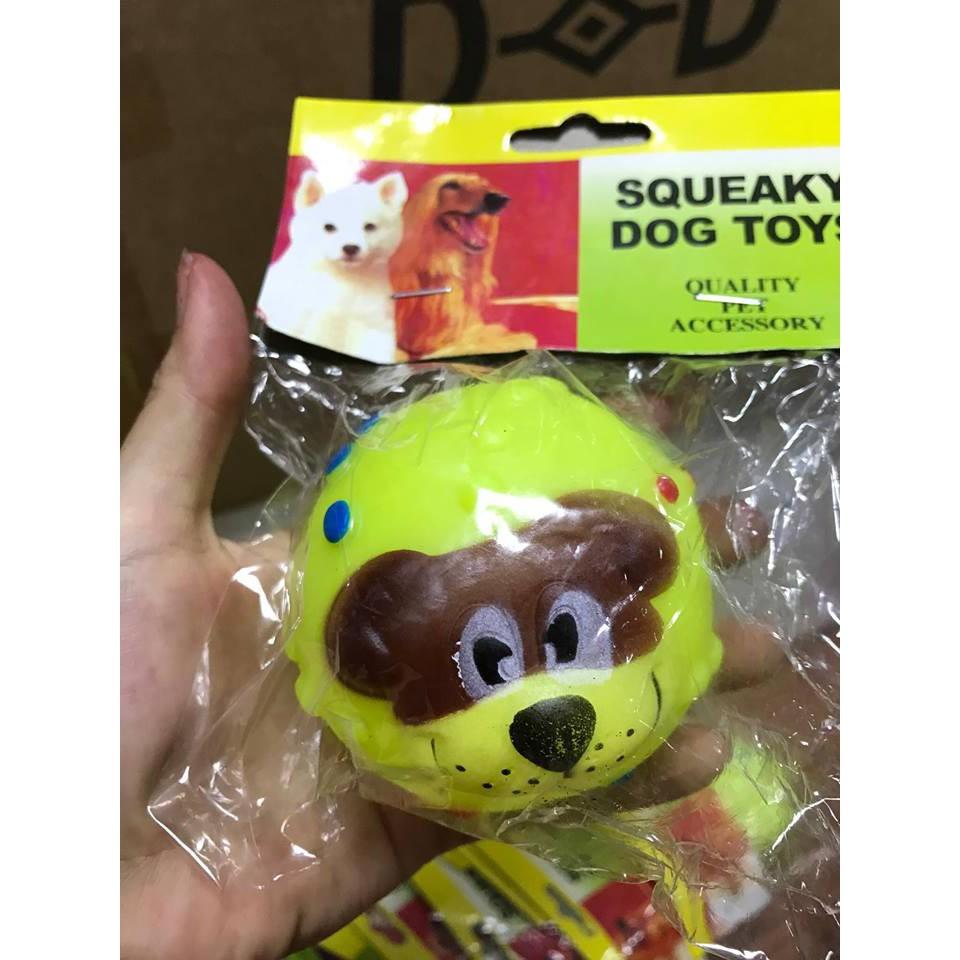 SQUEAKY
DOG TOYS
QUALITY
PET
ACCESSORY